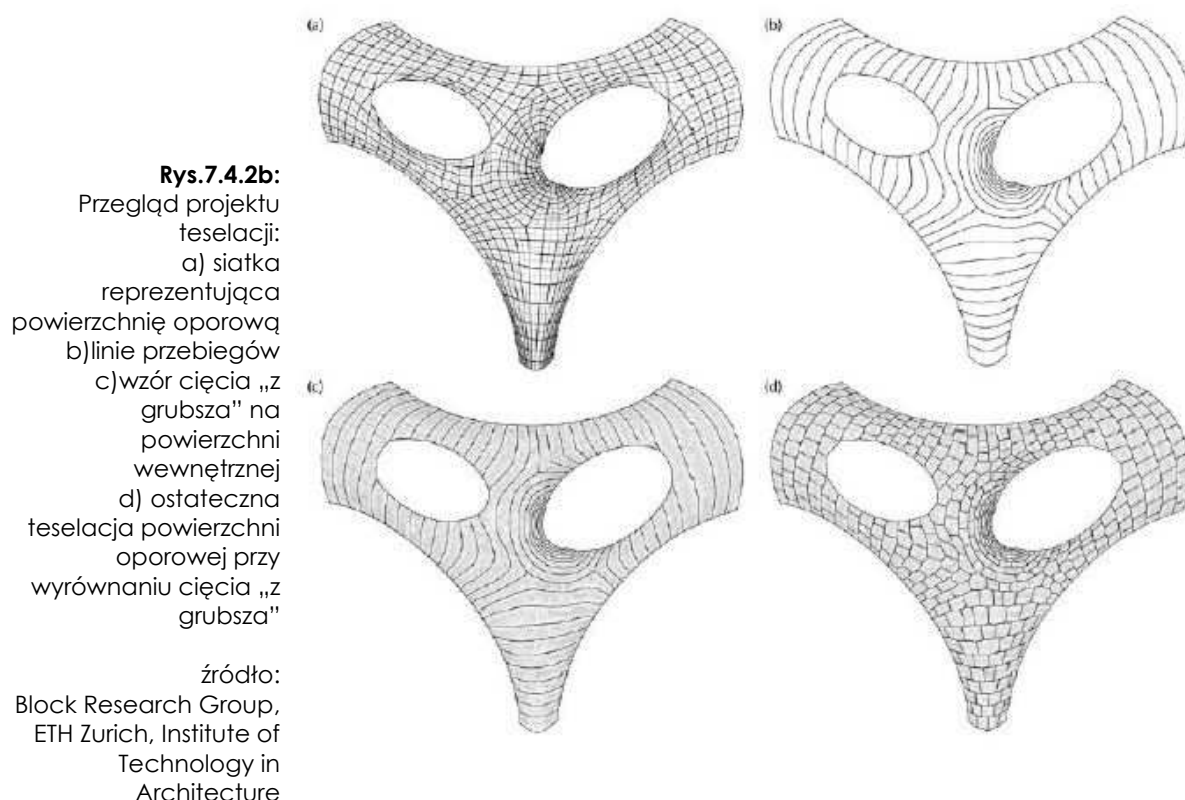 Rys.7.4.2b:
Przegląd projektu
teselacji:
a) siatka
reprezentująca
powierzchnię oporową
b)linie przebiegów
c)wzór cięcia „z
grubsza” na
powierzchni
wewnętrznej
d) ostateczna
teselacja powierzchni
oporowej przy
wyrównaniu cięcia „z
grubsza”
źródło:
Block Research Group,
ETH Zurich, Institute of
Technology in
Architecture
(a)
(b)
(c)
(d)